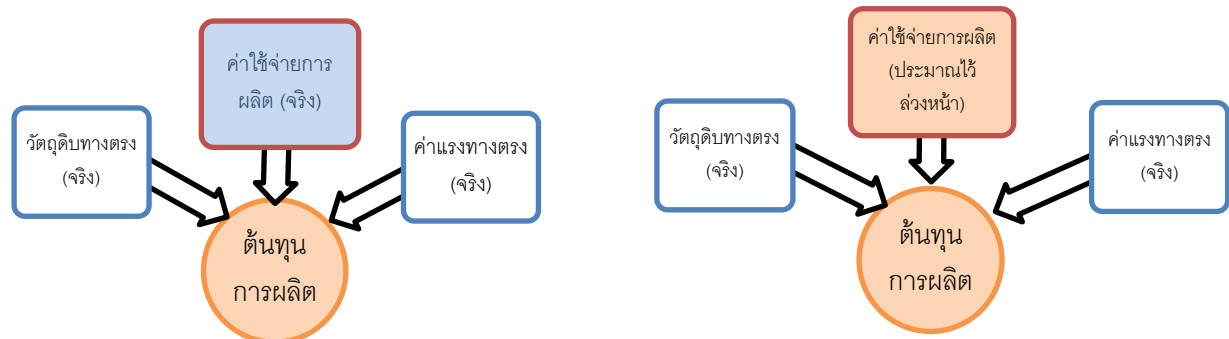 ค่าใช้จ่ายการ
ผลิต (จริง)
วัตถุดิบทางตรง
(จริง)
ค่าแรงทางตรง
(จริง)
ต้นทุน
การผลิต
ค่าใช้จ่ายการผลิต
(ประมาณไว้
ล่วงหน้า)
วัตถุดิบทางตรง
(จริง)
ค่าแรงทางตรง
(จริง)
ต้นทุน
การผลิต